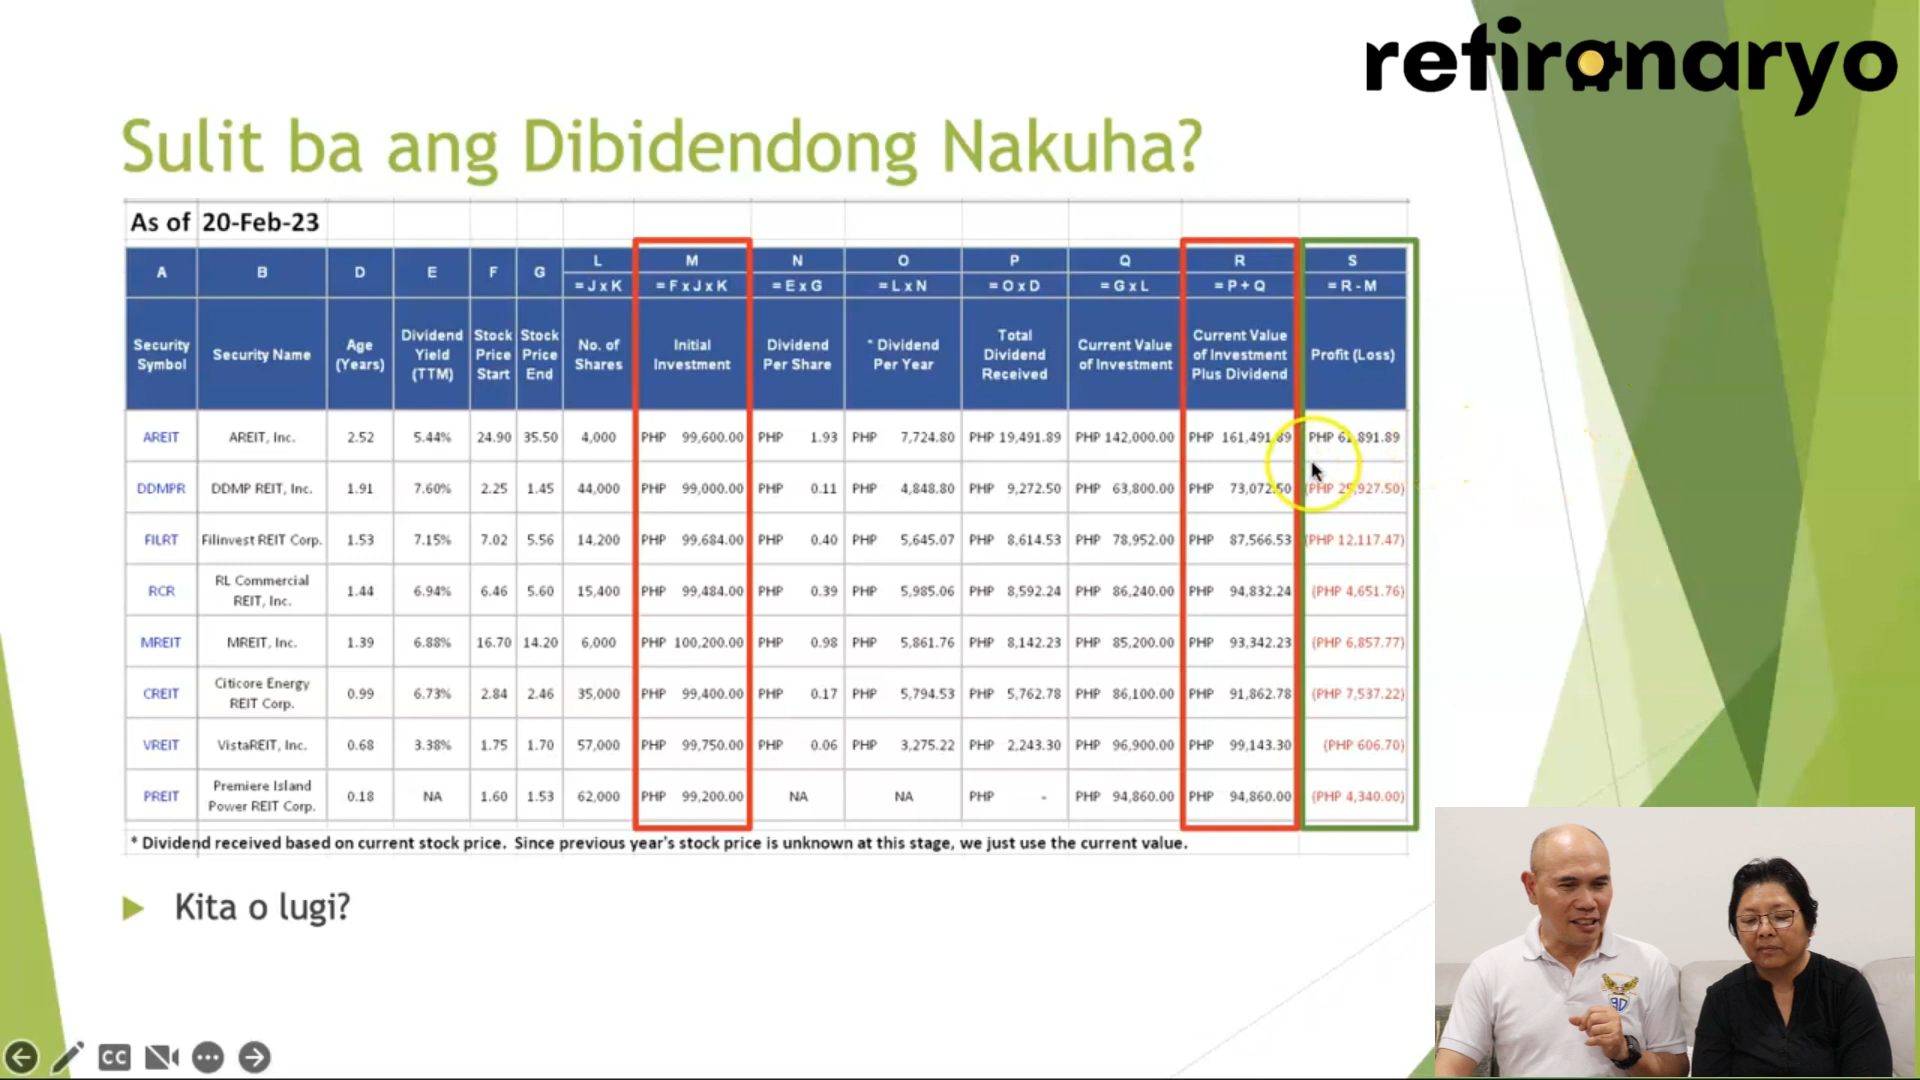 retiranaryo
Sulit ba ang Dibidendong Nakuha?
As of 20-Feb-23
A B D E F G L M N O P Q R S
= J x K = F x J x K = E x G = L x N = O x D = G x L = P + Q = R - M
Security Symbol Security Name Age (Years) Dividend Yield (TTM) Stock Price Start Stock Price End No. of Shares Initial Investment Dividend Per Share * Dividend Per Year Total Dividend Received Current Value of Investment Current Value of Investment Plus Dividend Profit (Loss)
AREIT AREIT, Inc. 2.52 5.44% 24.90 35.50 4,000 PHP 99,600.00 PHP 1.93 PHP 7,724.80 PHP 19,491.89 PHP 142,000.00 PHP 161,491.89 PHP 61,891.89
DDMPR DDMP REIT, Inc. 1.91 7.60% 2.25 1.45 44,000 PHP 99,000.00 PHP 0.11 PHP 4,848.80 PHP 9,272.50 PHP 63,800.00 PHP 73,072.50 (PHP 25,927.50)
FILRT Filinvest REIT Corp. 1.53 7.15% 7.02 5.56 14,200 PHP 99,684.00 PHP 0.40 PHP 5,645.07 PHP 8,614.53 PHP 78,952.00 PHP 87,566.53 (PHP 12,117.47)
RCR RL Commercial REIT, Inc. 1.44 6.94% 6.46 5.60 15,400 PHP 99,484.00 PHP 0.39 PHP 5,985.06 PHP 8,592.24 PHP 86,240.00 PHP 94,832.24 (PHP 4,651.76)
MREIT MREIT, Inc. 1.39 6.88% 16.70 14.20 6,000 PHP 100,200.00 PHP 0.98 PHP 5,861.76 PHP 8,142.23 PHP 85,200.00 PHP 93,342.23 (PHP 6,857.77)
CREIT Citicore Energy REIT Corp. 0.99 6.73% 2.84 2.46 35,000 PHP 99,400.00 PHP 0.17 PHP 5,794.53 PHP 5,762.78 PHP 86,100.00 PHP 91,862.78 (PHP 7,537.22)
VREIT VistaREIT, Inc. 0.68 3.38% 1.75 1.70 57,000 PHP 99,750.00 PHP 0.06 PHP 3,275.22 PHP 2,243.30 PHP 96,900.00 PHP 99,143.30 (PHP 606.70)
PREIT Premiere Island Power REIT Corp. 0.18 NA 1.60 1.53 62,000 PHP 99,200.00 NA NA PHP - PHP 94,860.00 PHP 94,860.00 (PHP 4,340.00)
* Dividend received based on current stock price. Since previous year's stock price is unknown at this stage, we just use the current value.
Kita o lugi?
CC